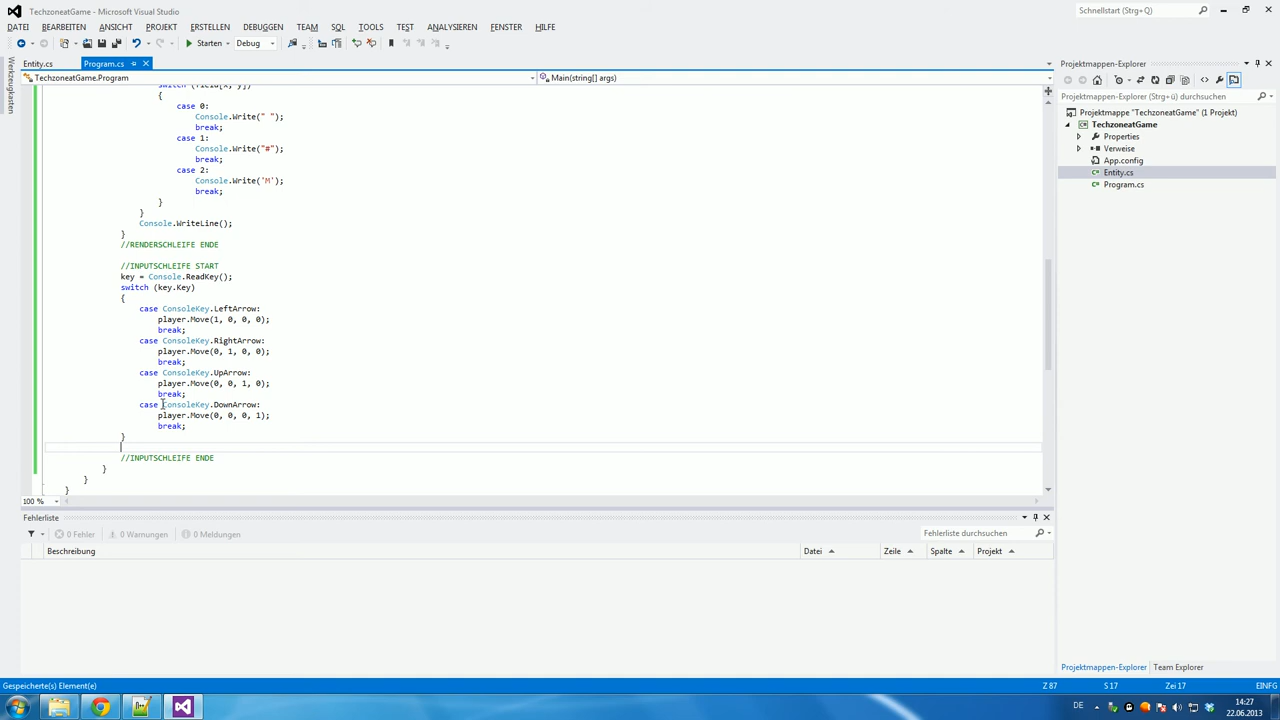 TechzoneatGame - Microsoft Visual Studio
Schnellstart (Strg+Q)
DATEI BEARBEITEN ANSICHT PROJEKT ERSTELLEN DEBUGGEN TEAM SQL TOOLS TEST ANALYSIEREN FENSTER HILFE
Starten Debug
Werkzeugkasten
Entity.cs Program.cs
TechzoneatGame.Program Main(string[] args)
switch (field[x, y])
{
case 0:
Console.Write(" ");
break;
case 1:
Console.Write("#");
break;
case 2:
Console.Write('M');
break;
}
}
Console.WriteLine();
}
//RENDERSCHLEIFE ENDE
//INPUTSCHLEIFE START
key = Console.ReadKey();
switch (key.Key)
{
case ConsoleKey.LeftArrow:
player.Move(1, 0, 0, 0);
break;
case ConsoleKey.RightArrow:
player.Move(0, 1, 0, 0);
break;
case ConsoleKey.UpArrow:
player.Move(0, 0, 1, 0);
break;
case ConsoleKey.DownArrow:
player.Move(0, 0, 0, 1);
break;
}
//INPUTSCHLEIFE ENDE
}
}
}
100 %
Fehlerliste
0 Fehler 0 Warnungen 0 Meldungen
Fehlerliste durchsuchen
Beschreibung Datei Zeile Spalte Projekt
Projektmappen-Explorer
Projektmappen-Explorer (Strg+ü) durchsuchen
Projektmappe "TechzoneatGame" (1 Projekt)
TechzoneatGame
Properties
Verweise
App.config
Entity.cs
Program.cs
Projektmappen-Explorer Team Explorer
Gespeicherte(s) Element(e) Z 87 S 17 Zei 17 EINFG
DE 14:27
22.06.2013